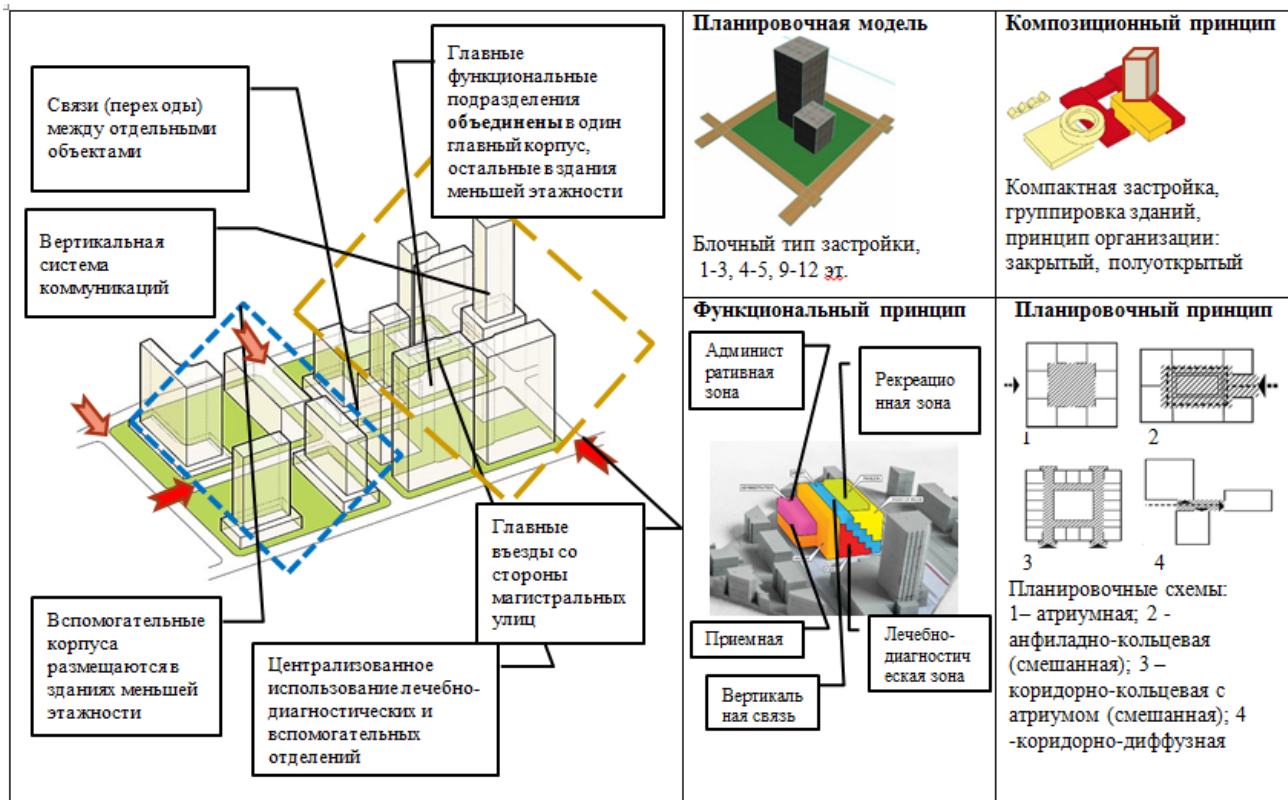 Связи (переходы)
между отдельными
объектами
Вертикальная
система
коммуникаций
Главные
функциональные
подразделения
объединены в один
главный корпус,
остальные в здания
меньшей этажности
Вспомогательные
корпуса
размещаются в
зданиях меньшей
этажности
Главные
въезды со
стороны
магистральных
улиц
Централизованное
использование лечебно-
диагностических и
вспомогательных
отделений
Планировочная модель
Блочный тип застройки,
1-3, 4-5, 9-12 эт.
Композиционный принцип
Компактная застройка,
группировка зданий,
принцип организации:
закрытый, полуоткрытый
Функциональный принцип
Админист
ративная
зона
Рекреацио
нная зона
Приемная
Лечебно-
диагностич
еская зона
Вертикаль
ная связь
Планировочный принцип
1
2
3
4
Планировочные схемы:
1– атриумная; 2 -
анфиладно-кольцевая
(смешанная); 3 –
коридорно-кольцевая с
атриумом (смешанная); 4
-коридорно-диффузная